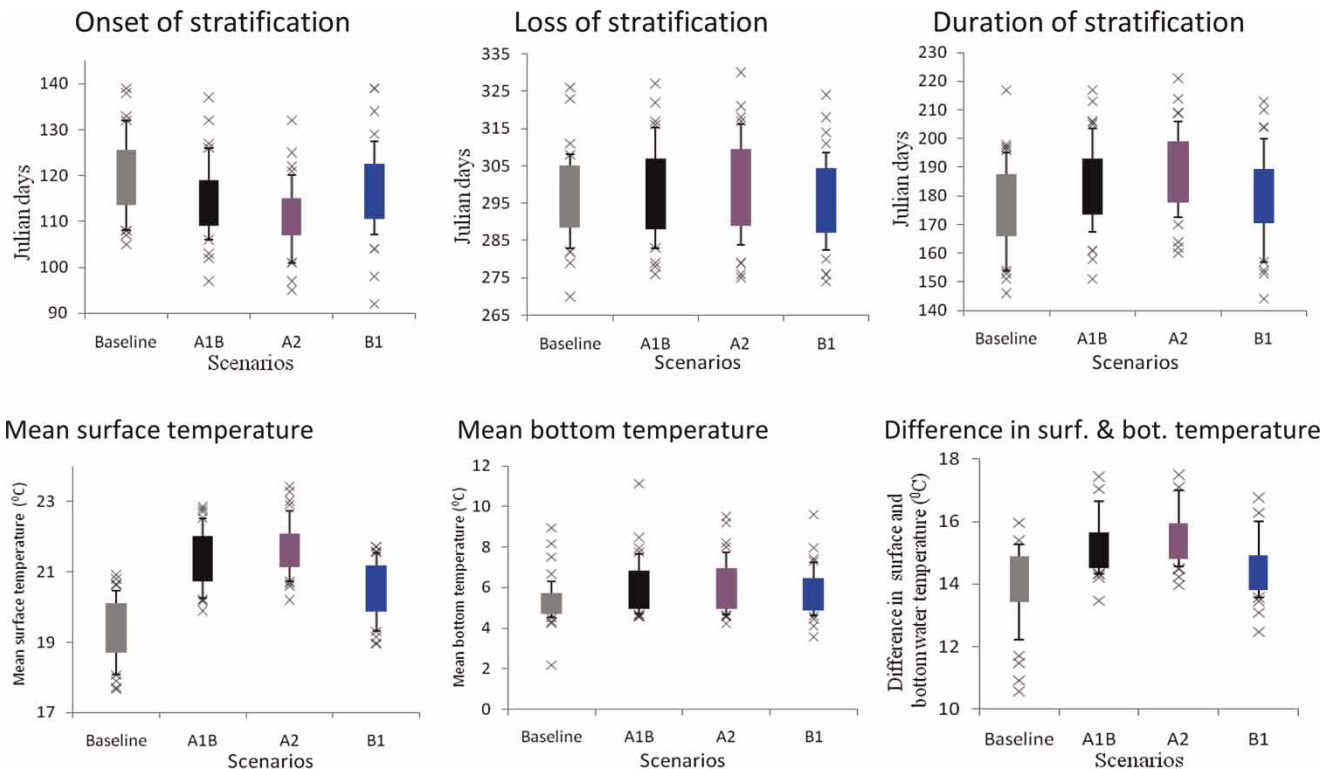 Onset of stratification
Julian days
140
130
120
110
100
90
Baseline A1B A2 B1
Scenarios
Loss of stratification
Julian days
335
325
315
305
295
285
275
265
Baseline A1B A2 B1
Scenarios
Duration of stratification
Julian days
230
220
210
200
190
180
170
160
150
140
Baseline A1B A2 B1
Scenarios
Mean surface temperature
Mean surface temperature (⁰C)
23
21
19
17
Baseline A1B A2 B1
Scenarios
Mean bottom temperature
Mean bottom temperature (⁰C)
12
10
8
6
4
2
0
Baseline A1B A2 B1
Scenarios
Difference in surf. & bot. temperature
Difference in surface and
bottom water temperature (⁰C)
18
16
14
12
10
Baseline A1B A2 B1
Scenarios